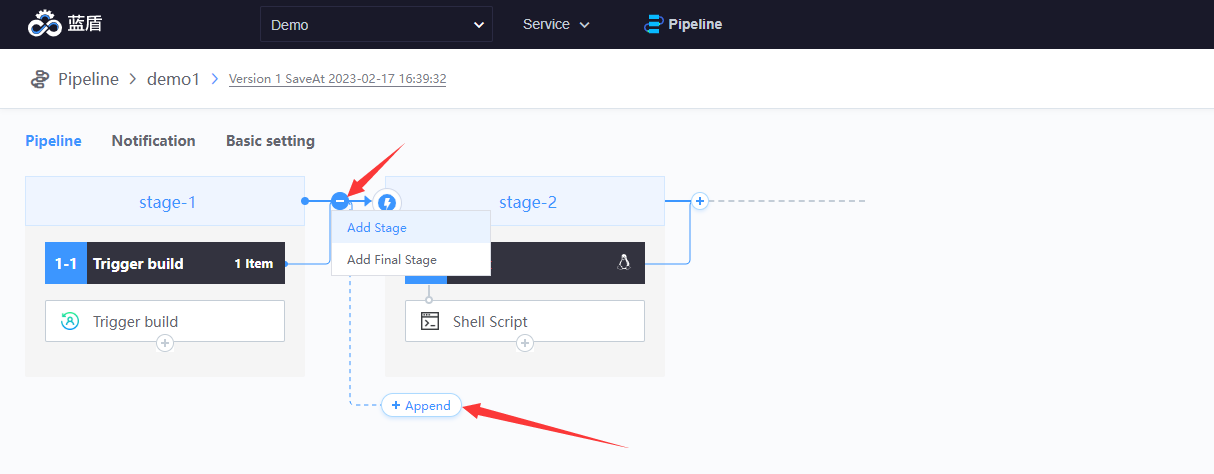 蓝盾
Demo
Service
Pipeline
Pipeline
demo1
Version 1 SaveAt 2023-02-17 16:39:32
Pipeline
Notification
Basic setting
stage-1
stage-2
Add Stage
Add Final Stage
1-1
Trigger build
1 Item
Trigger build
Shell Script
+ Append